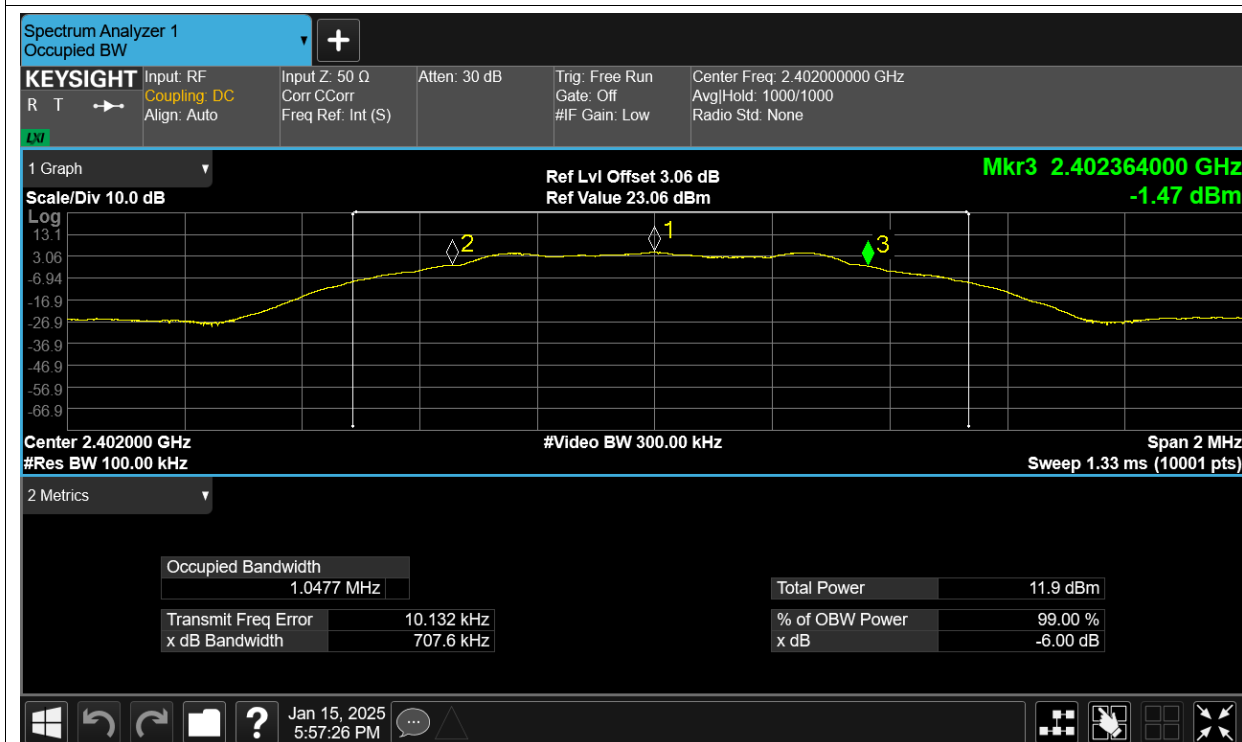 Spectrum Analyzer 1
Occupied BW
+
KEYSIGHT
R T
LXI
Input: RF
Coupling: DC
Align: Auto
Input Z: 50 Ω
Corr CCorr
Freq Ref: Int (S)
Atten: 30 dB
Trig: Free Run
Gate: Off
#IF Gain: Low
Center Freq: 2.402000000 GHz
Avg|Hold: 1000/1000
Radio Std: None
1 Graph
Scale/Div 10.0 dB
Ref Lvl Offset 3.06 dB
Ref Value 23.06 dBm
Mkr3 2.402364000 GHz
-1.47 dBm
Log
13.1
3.06
-6.94
-16.9
-26.9
-36.9
-46.9
-56.9
-66.9
2
1
3
Center 2.402000 GHz
#Res BW 100.00 kHz
#Video BW 300.00 kHz
Span 2 MHz
Sweep 1.33 ms (10001 pts)
2 Metrics
Occupied Bandwidth
1.0477 MHz
Transmit Freq Error 10.132 kHz
x dB Bandwidth 707.6 kHz
Total Power 11.9 dBm
% of OBW Power 99.00 %
x dB -6.00 dB
?
Jan 15, 2025
5:57:26 PM